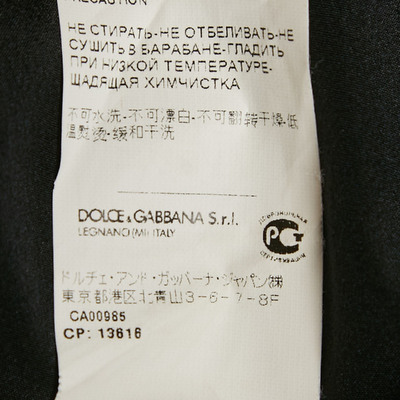 НЕ СТИРАТЬ-НЕ ОТБЕЛИВАТЬ-НЕ
СУШИТЬ В БАРАБАНЕ-ГЛАДИТЬ
ПРИ НИЗКОЙ ТЕМПЕРАТУРЕ-
ЩАДЯЩАЯ ХИМЧИСТКА
不可水洗-不可漂白-不可翻转干燥-低
温熨烫-缓和干洗
DOLCE&GABBANA S.r.l.
LEGNANO (MI) ITALY
РСТ
ドルチェ・アンド・ガッバーナ・ジャパン(株)
東京都港区北青山3-6-7-8F
CA00985
CP: 13616